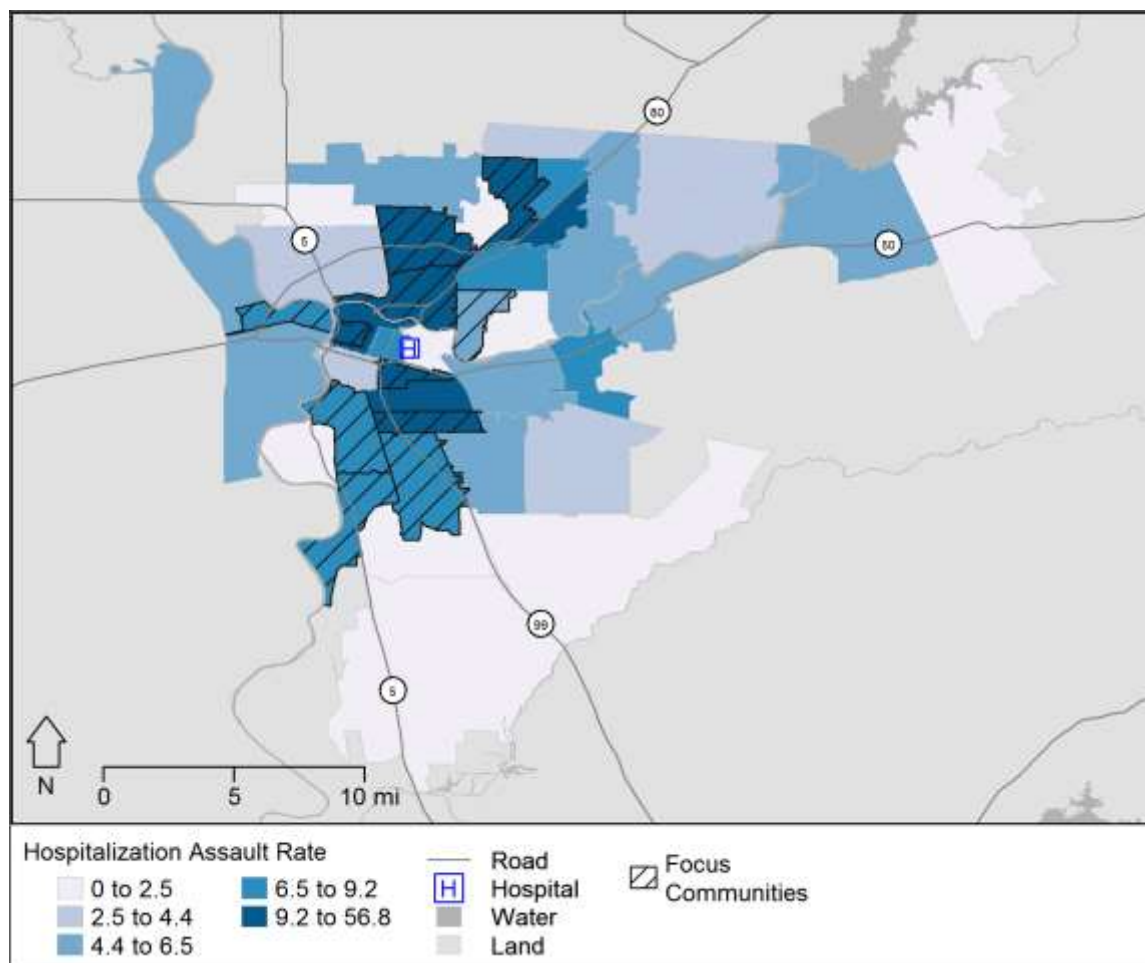 80
5
50
H
99
5
N
0 5 10 mi
Hospitalization Assault Rate
0 to 2.5
2.5 to 4.4
4.4 to 6.5
6.5 to 9.2
9.2 to 56.8
Road
H Hospital
Water
Land
Focus
Communities